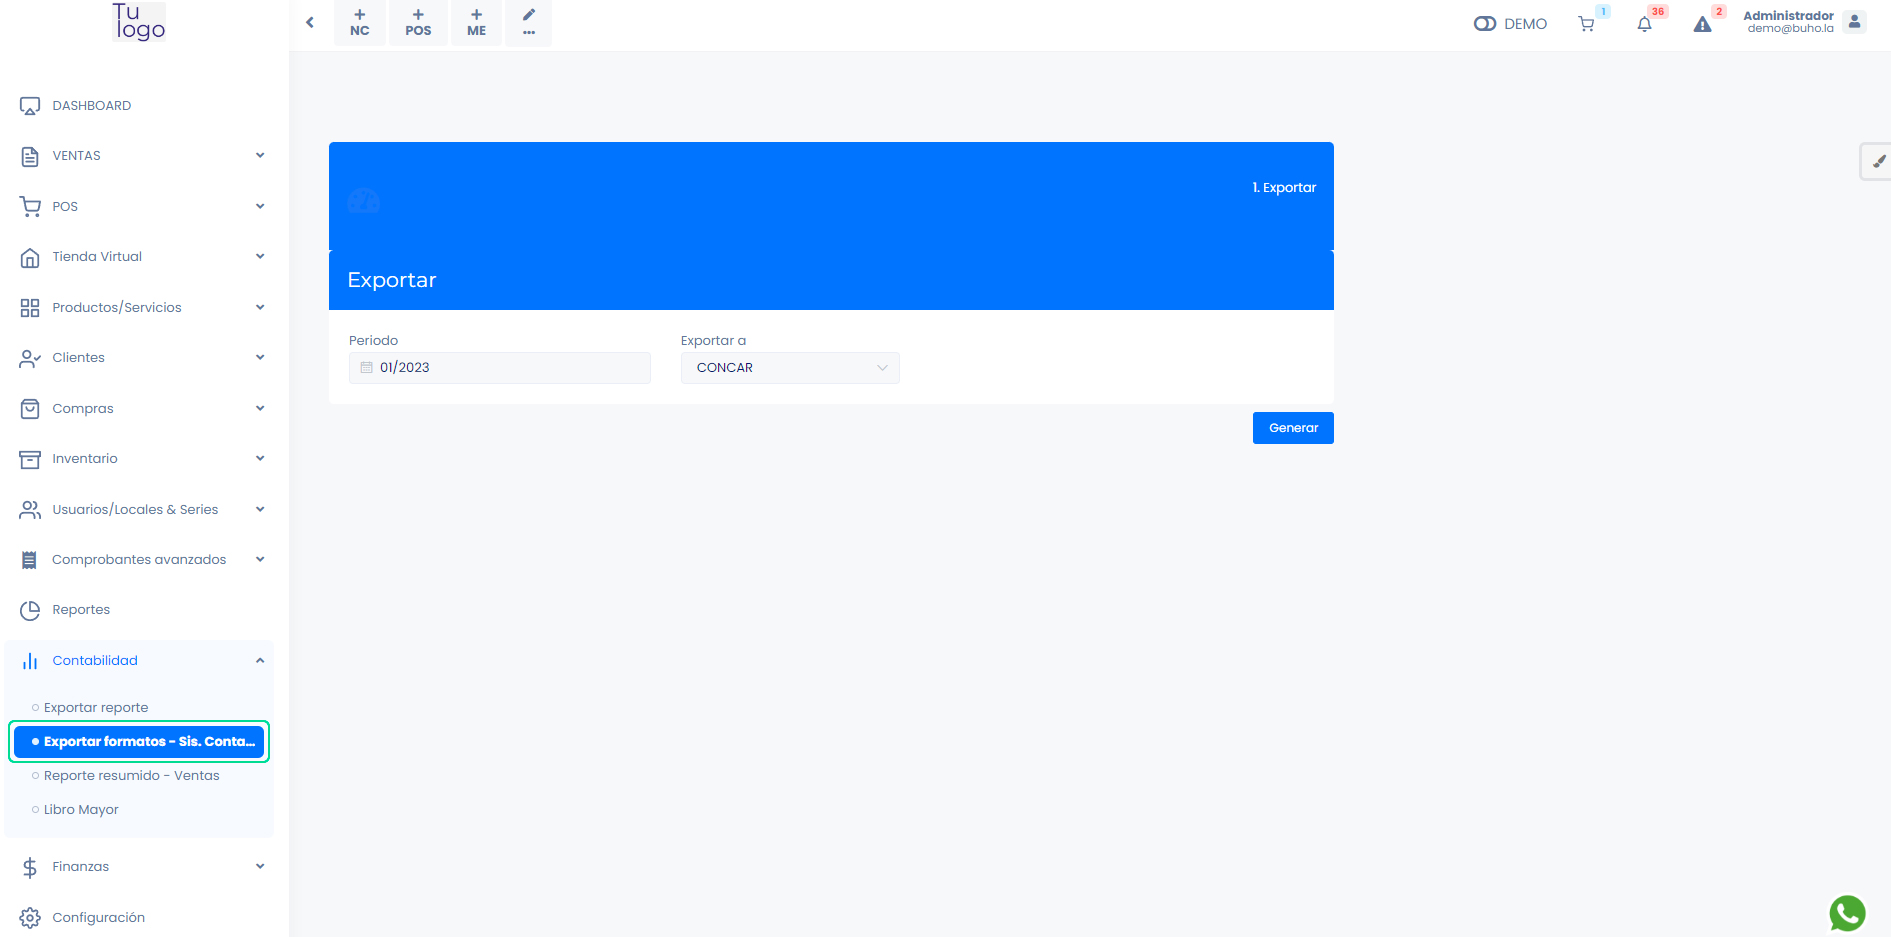 Tu
logo
NC
POS
ME
...
DEMO
1
36
2
Administrador
demo@buho.la
DASHBOARD
VENTAS
POS
Tienda Virtual
Productos/Servicios
Clientes
Compras
Inventario
Usuarios/Locales & Series
Comprobantes avanzados
Reportes
Contabilidad
Exportar reporte
Exportar formatos - Sis. Conta...
Reporte resumido - Ventas
Libro Mayor
Finanzas
Configuración
1. Exportar
Exportar
Periodo
01/2023
Exportar a
CONCAR
Generar